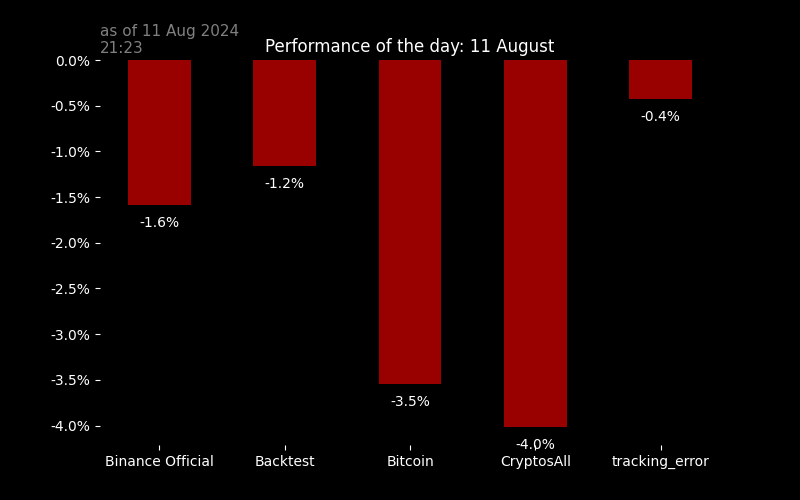 as of 11 Aug 2024
21:23
Performance of the day: 11 August
0.0%
-0.5%
-1.0%
-1.5%
-2.0%
-2.5%
-3.0%
-3.5%
-4.0%
-1.6%
-1.2%
-3.5%
-4.0%
-0.4%
Binance Official
Backtest
Bitcoin
CryptosAll
tracking_error